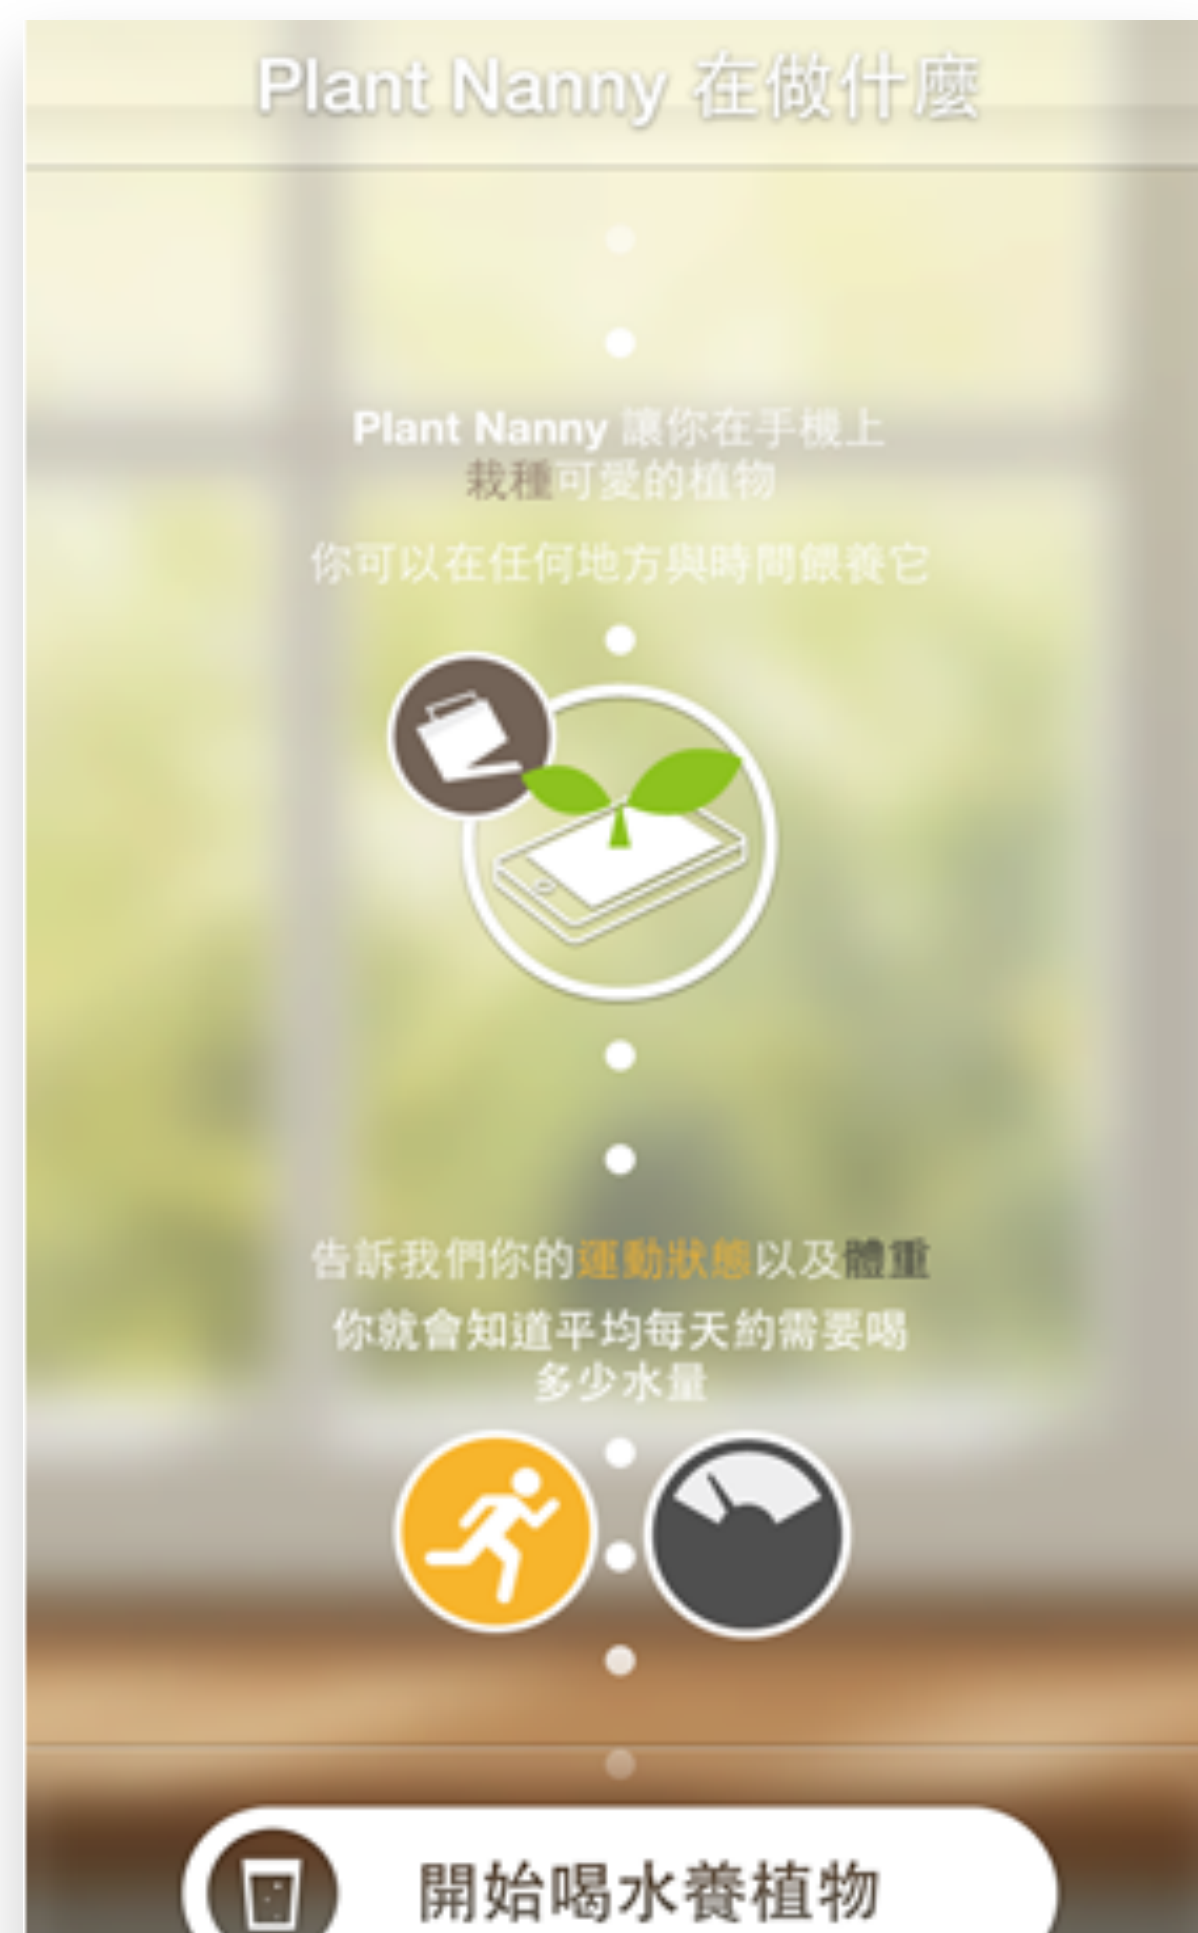 Plant Nanny 在做什麼
Plant Nanny 讓你在手機上
栽種可愛的植物
你可以在任何地方與時間餵養它
告訴我們你的運動狀態以及體重
你就會知道平均每天約需要喝
多少水量
開始喝水養植物